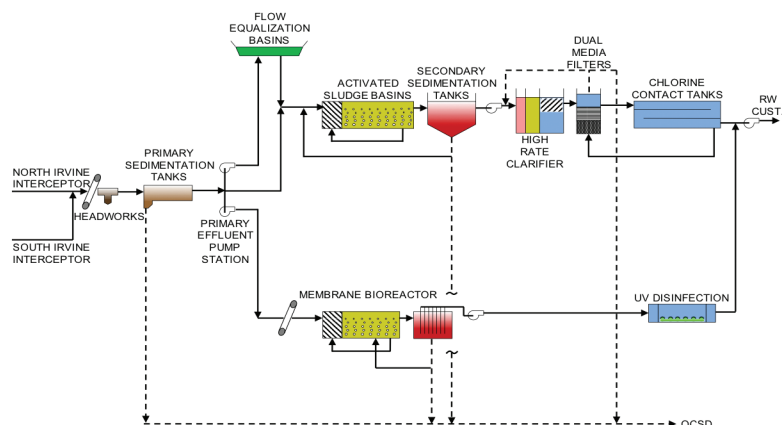 FLOW
EQUALIZATION
BASINS
ACTIVATED
SLUDGE BASINS
SECONDARY
SEDIMENTATION
TANKS
DUAL
MEDIA
FILTERS
CHLORINE
CONTACT TANKS
RW
CUST.
HIGH
RATE
CLARIFIER
PRIMARY
SEDIMENTATION
TANKS
NORTH IRVINE
INTERCEPTOR
HEADWORKS
SOUTH IRVINE
INTERCEPTOR
PRIMARY
EFFLUENT
PUMP
STATION
MEMBRANE BIOREACTOR
UV DISINFECTION
OCSD